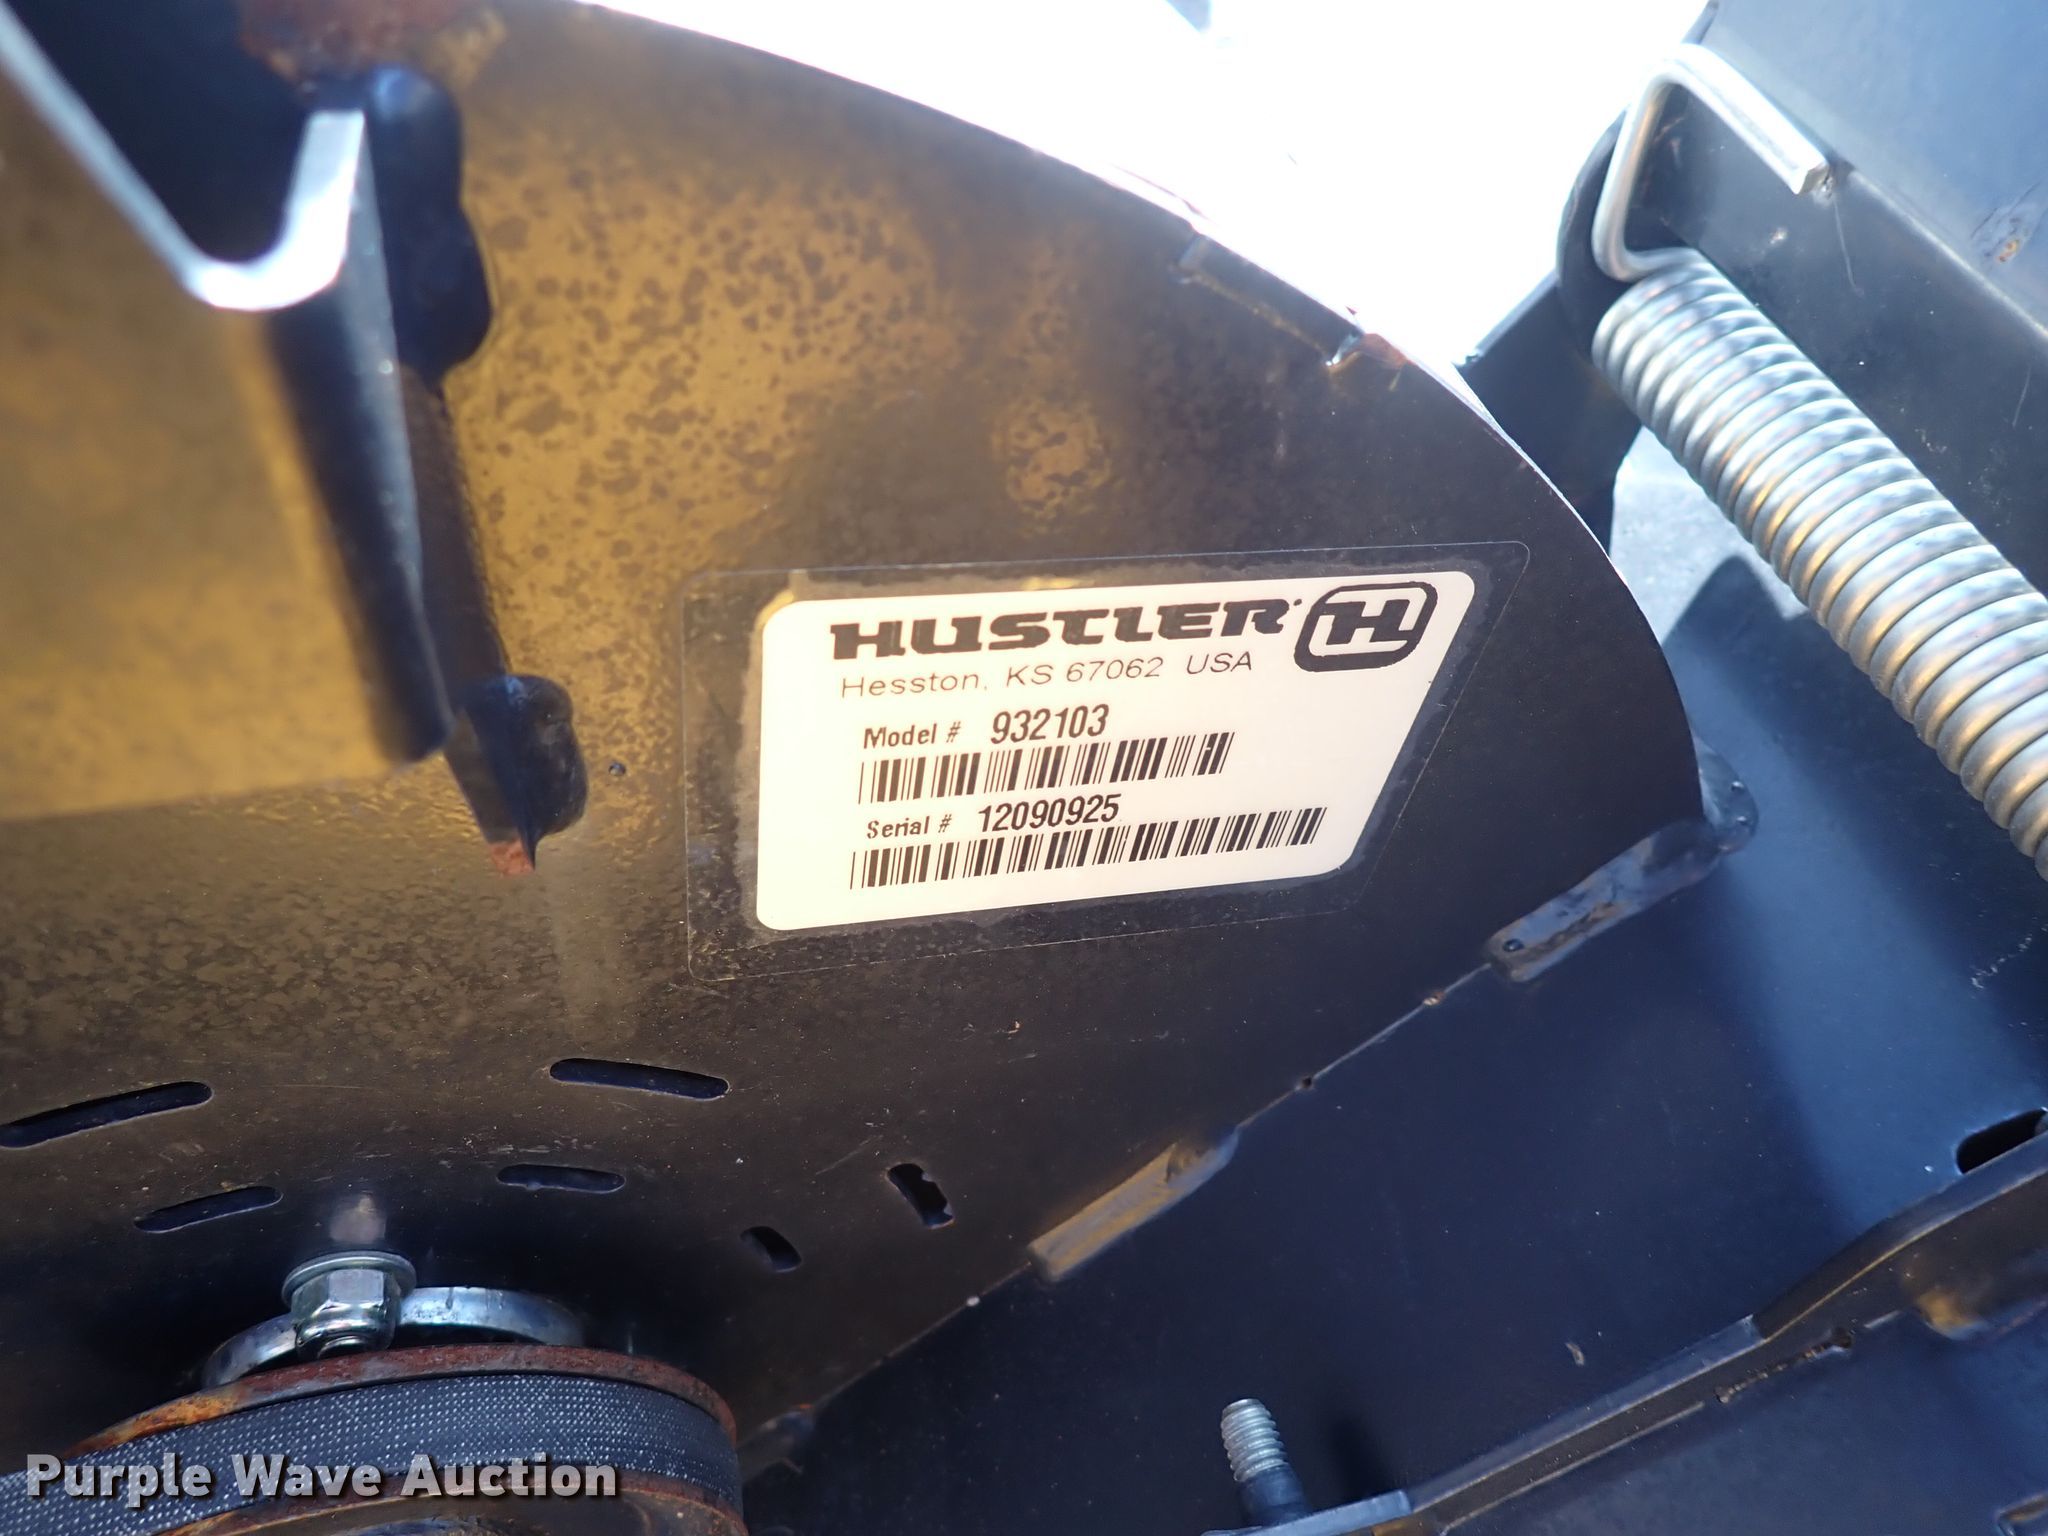 HUSTLER H
Hesston, KS 67062 USA
Model # 932103
Serial # 12090925
Purple Wave Auction